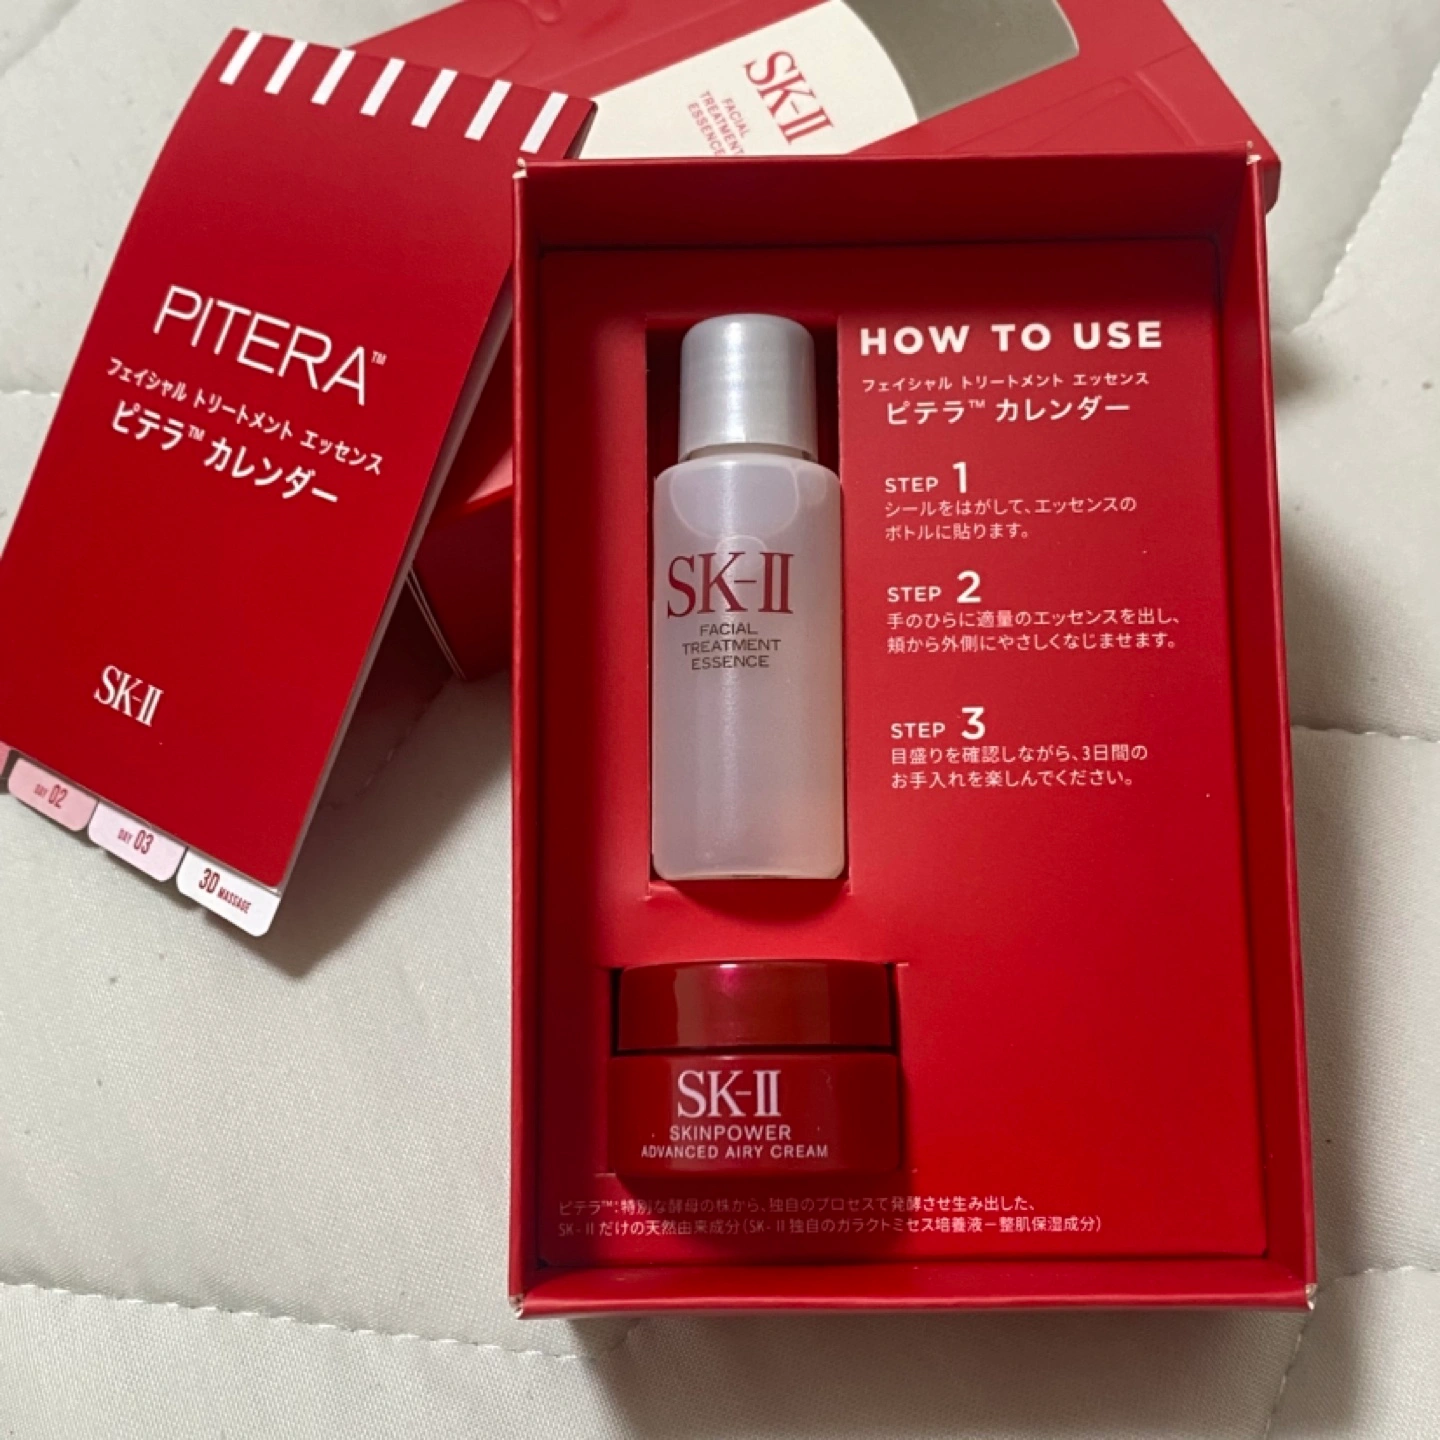 SK-II
FACIAL
TREATMENT
ESSENCE
PITERA™
フェイシャル トリートメント エッセンス
ピテラ™ カレンダー
SK-II
DAY 02
DAY 03
3D MASSAGE
HOW TO USE
フェイシャル トリートメント エッセンス
ピテラ™ カレンダー
STEP 1
シールをはがして、エッセンスの
ボトルに貼ります。
STEP 2
手のひらに適量のエッセンスを出し、
頬から外側にやさしくなじませます。
STEP 3
目盛りを確認しながら、3日間の
お手入れを楽しんでください。
SK-II
FACIAL
TREATMENT
ESSENCE
SK-II
SKINPOWER
ADVANCED AIRY CREAM
ピテラ™:特別な酵母の株から、独自のプロセスで発酵させ生み出した、
SK-IIだけの天然由来成分(SK-II独自のガラクトミセス培養液－整肌保湿成分)